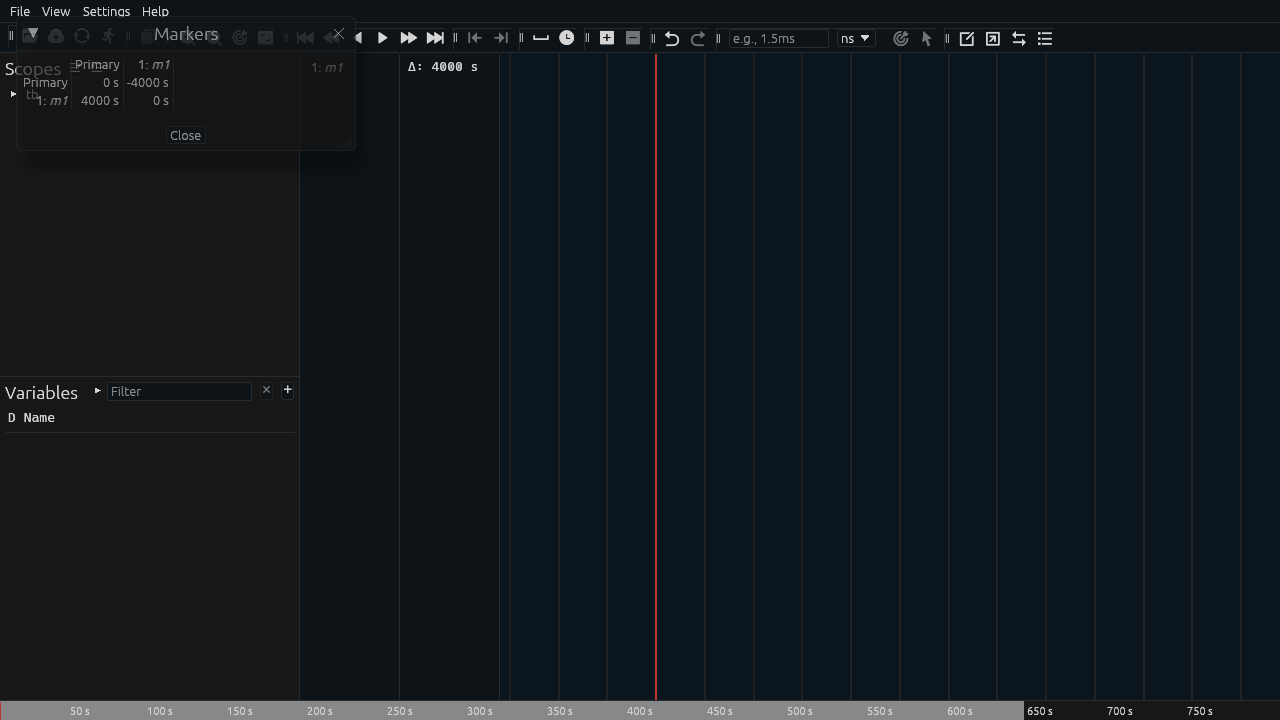 File View Settings Help
Markers
e.g., 1.5ms ns
Scopes
Primary 1: m1
Primary 0 s -4000 s
1: m1 4000 s 0 s
tb
Close
1: m1
Δ: 4000 s
Variables Filter
D Name
50 s 100 s 150 s 200 s 250 s 300 s 350 s 400 s 450 s 500 s 550 s 600 s 650 s 700 s 750 s